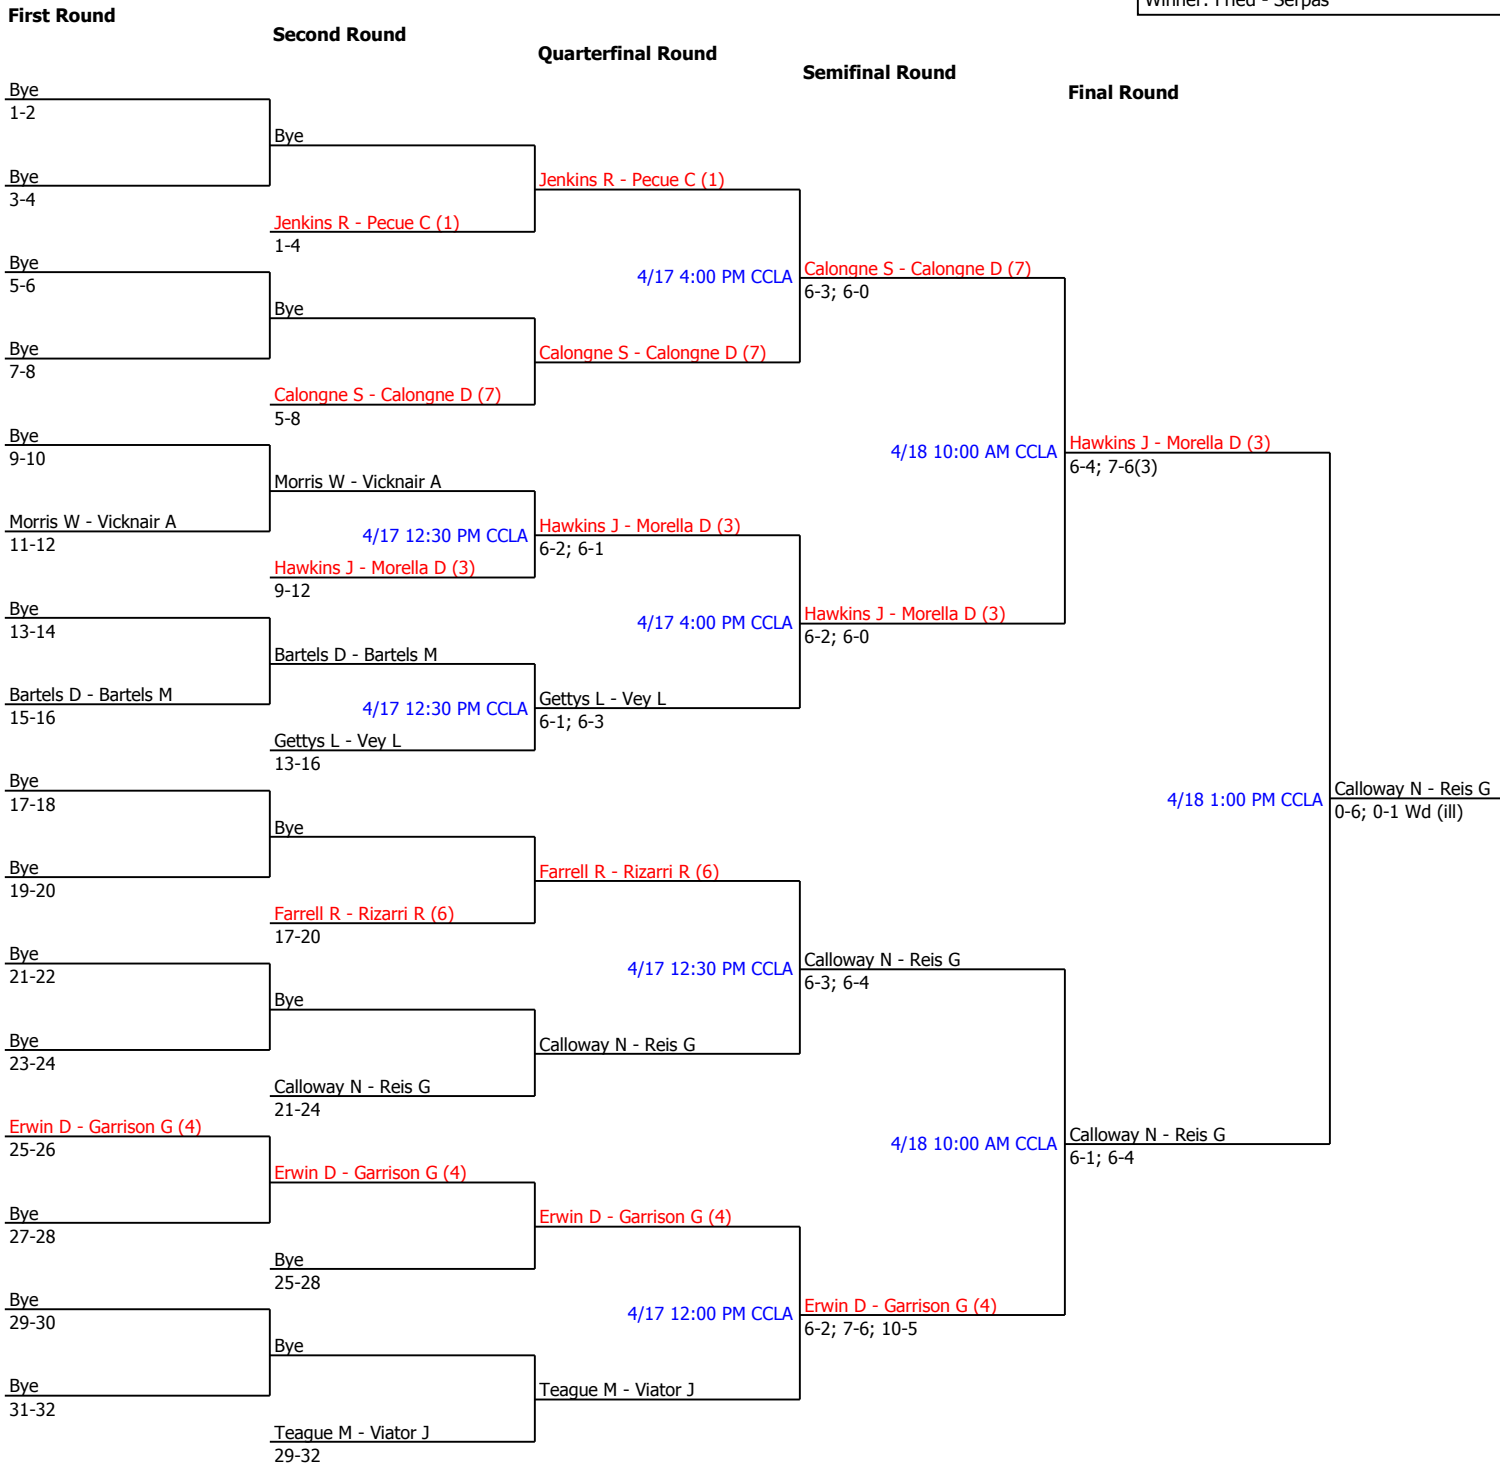 Winner: Fried - Serpas
First Round
Second Round
Quarterfinal Round
Semifinal Round
Final Round
Bye
1-2
Bye
Bye
3-4
Jenkins R - Pecue C (1)
Jenkins R - Pecue C (1)
1-4
Bye
5-6
4/17 4:00 PM CCLA
Calongne S - Calongne D (7)
6-3; 6-0
Bye
Bye
7-8
Calongne S - Calongne D (7)
Calongne S - Calongne D (7)
5-8
Bye
9-10
4/18 10:00 AM CCLA
Hawkins J - Morella D (3)
6-4; 7-6(3)
Morris W - Vicknair A
Morris W - Vicknair A
11-12
4/17 12:30 PM CCLA
Hawkins J - Morella D (3)
6-2; 6-1
Hawkins J - Morella D (3)
9-12
Bye
13-14
4/17 4:00 PM CCLA
Hawkins J - Morella D (3)
6-2; 6-0
Bartels D - Bartels M
Bartels D - Bartels M
15-16
4/17 12:30 PM CCLA
Gettys L - Vey L
6-1; 6-3
Gettys L - Vey L
13-16
Bye
17-18
4/18 1:00 PM CCLA
Calloway N - Reis G
0-6; 0-1 Wd (ill)
Bye
Bye
19-20
Farrell R - Rizarri R (6)
Farrell R - Rizarri R (6)
17-20
Bye
21-22
4/17 12:30 PM CCLA
Calloway N - Reis G
6-3; 6-4
Bye
Bye
23-24
Calloway N - Reis G
Calloway N - Reis G
21-24
Erwin D - Garrison G (4)
25-26
4/18 10:00 AM CCLA
Calloway N - Reis G
6-1; 6-4
Erwin D - Garrison G (4)
Bye
27-28
Erwin D - Garrison G (4)
Bye
25-28
Bye
29-30
4/17 12:00 PM CCLA
Erwin D - Garrison G (4)
6-2; 7-6; 10-5
Bye
Bye
31-32
Teague M - Viator J
Teague M - Viator J
29-32